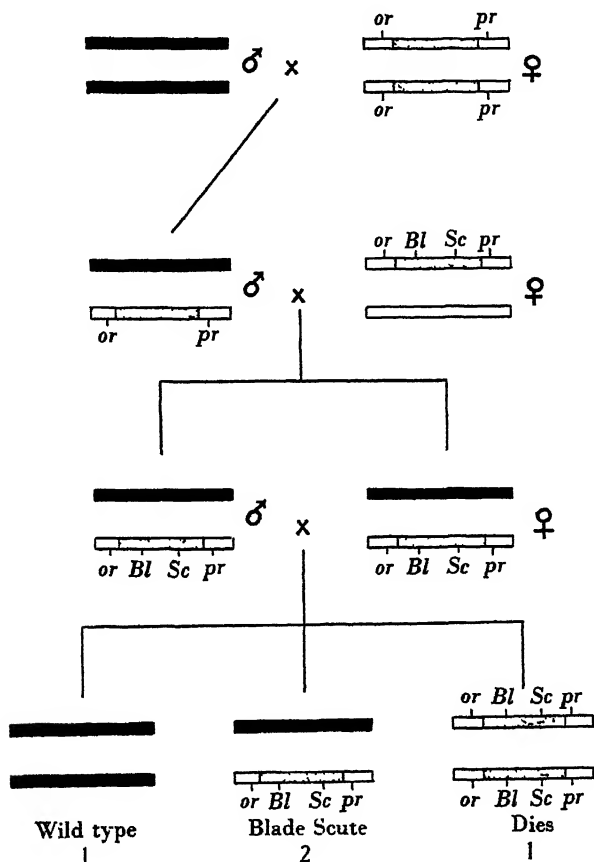 or pr
♂ x ♀
or pr
or Bl Sc pr
♂ x ♀
or pr
♂ x ♀
or Bl Sc pr or Bl Sc pr
or Bl Sc pr
or Bl Sc pr or Bl Sc pr
Wild type Blade Scute Dies
1 2 1